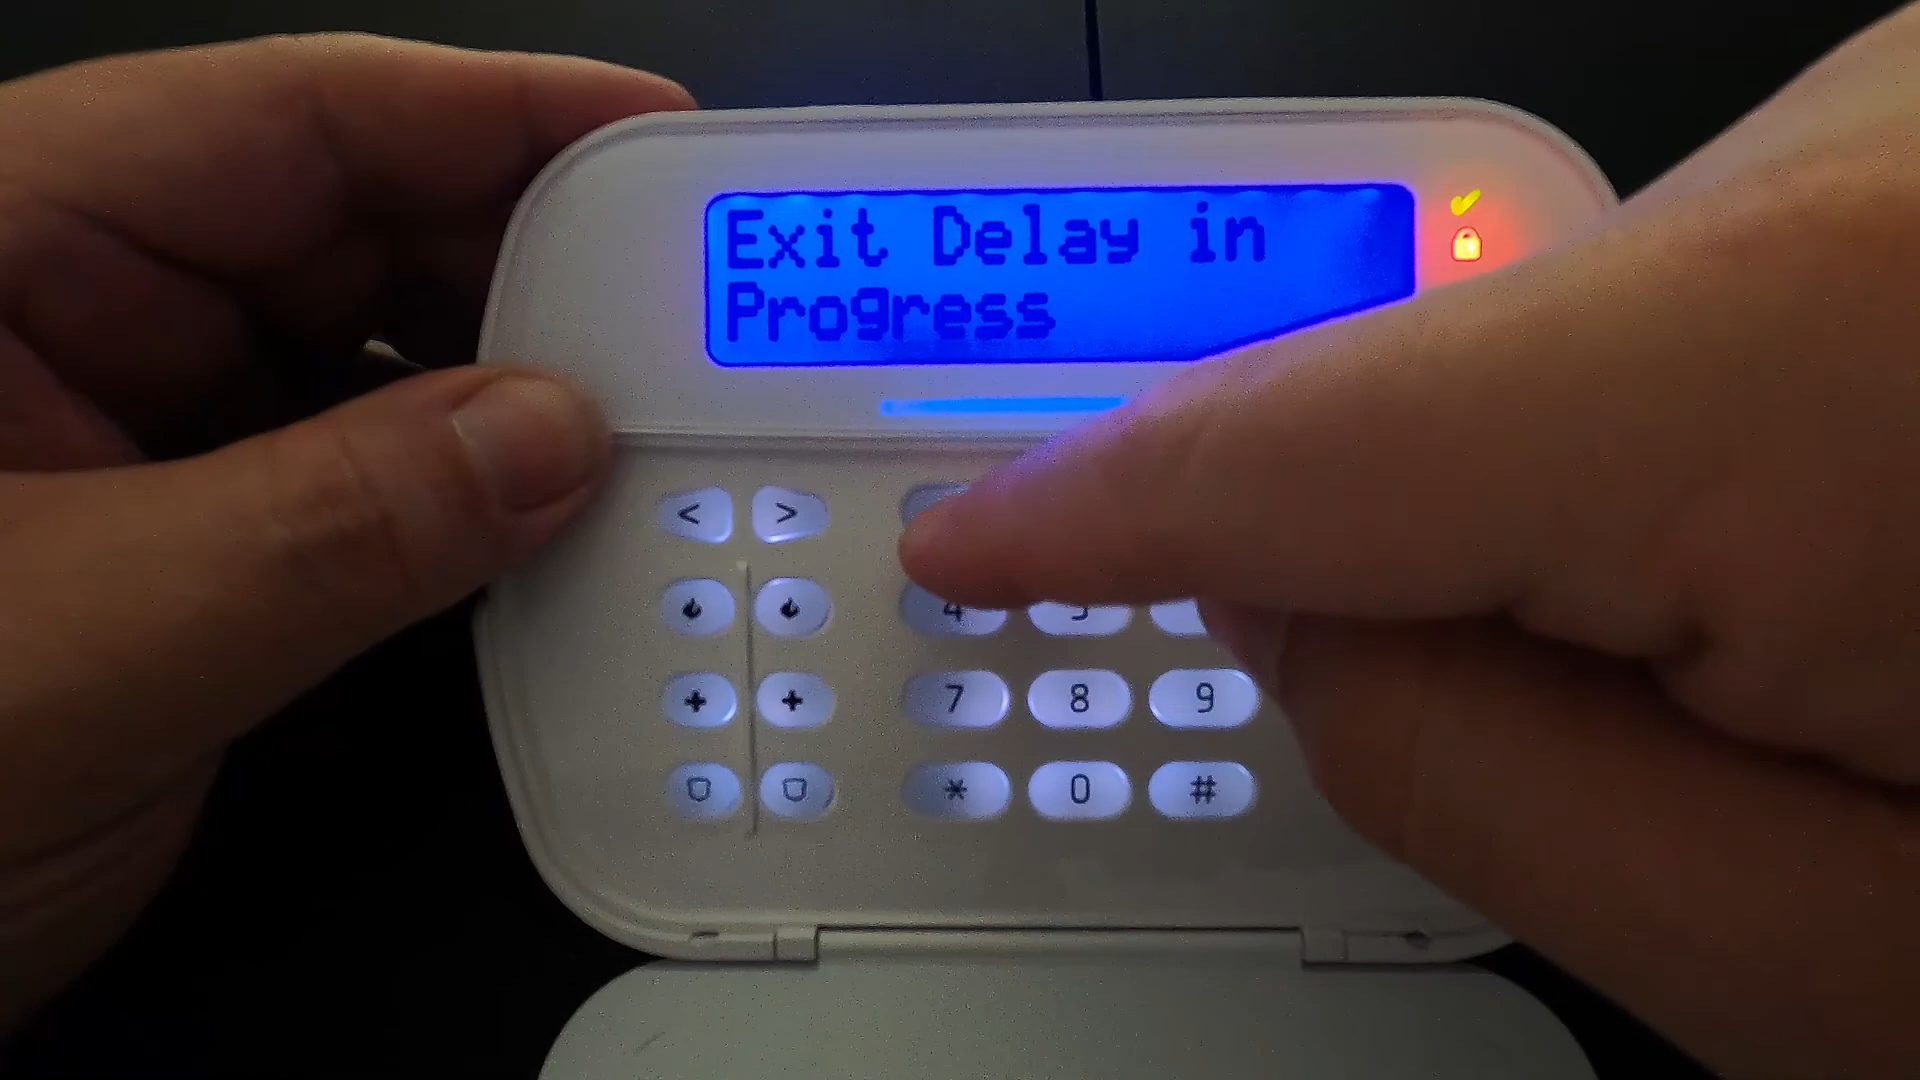 Exit Delay in
Progress
< >
4
+ + 7 8 9
* 0 #